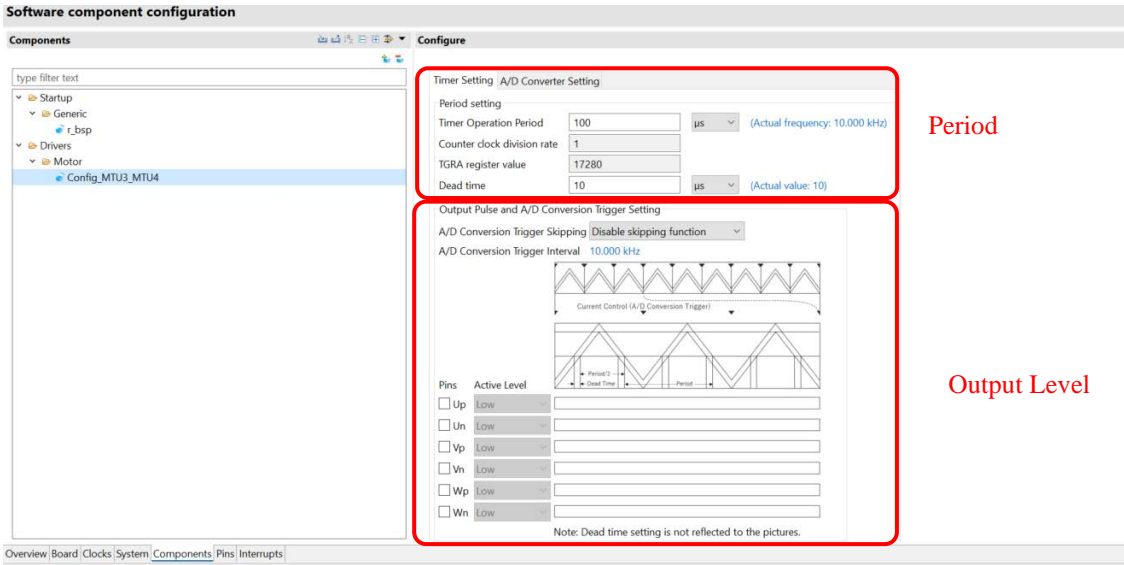 Software component configuration
Components
Configure
type filter text
Startup
Generic
r_bsp
Drivers
Motor
Config_MTU3_MTU4
Timer Setting A/D Converter Setting
Period setting
Timer Operation Period 100 μs (Actual frequency: 10.000 kHz)
Counter clock division rate 1
TGRA register value 17280
Dead time 10 μs (Actual value: 10)
Period
Output Pulse and A/D Conversion Trigger Setting
A/D Conversion Trigger Skipping Disable skipping function
A/D Conversion Trigger Interval 10.000 kHz
Current Control (A/D Conversion Trigger)
Period/2
Dead Time Period
Output Level
Pins Active Level
Up Low
Un Low
Vp Low
Vn Low
Wp Low
Wn Low
Note: Dead time setting is not reflected to the pictures.
Overview Board Clocks System Components Pins Interrupts